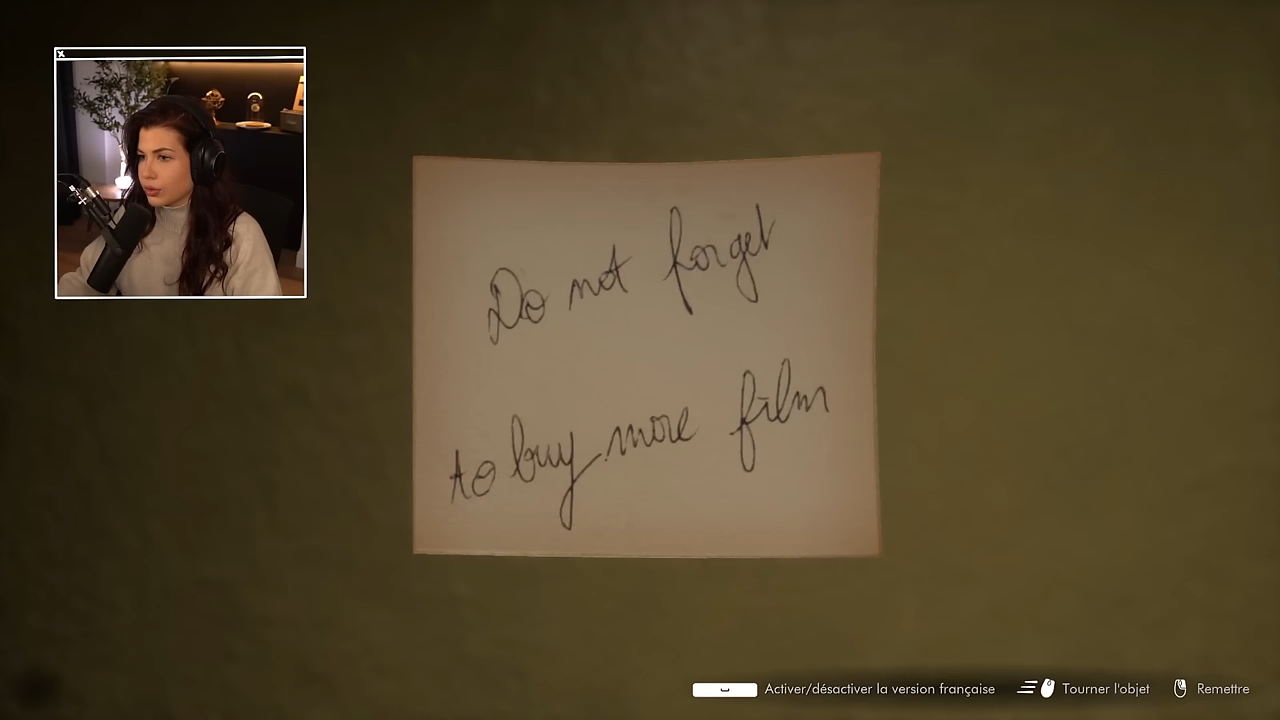 Do not forget
to buy more film
Activer/désactiver la version française
Tourner l'objet
Remettre